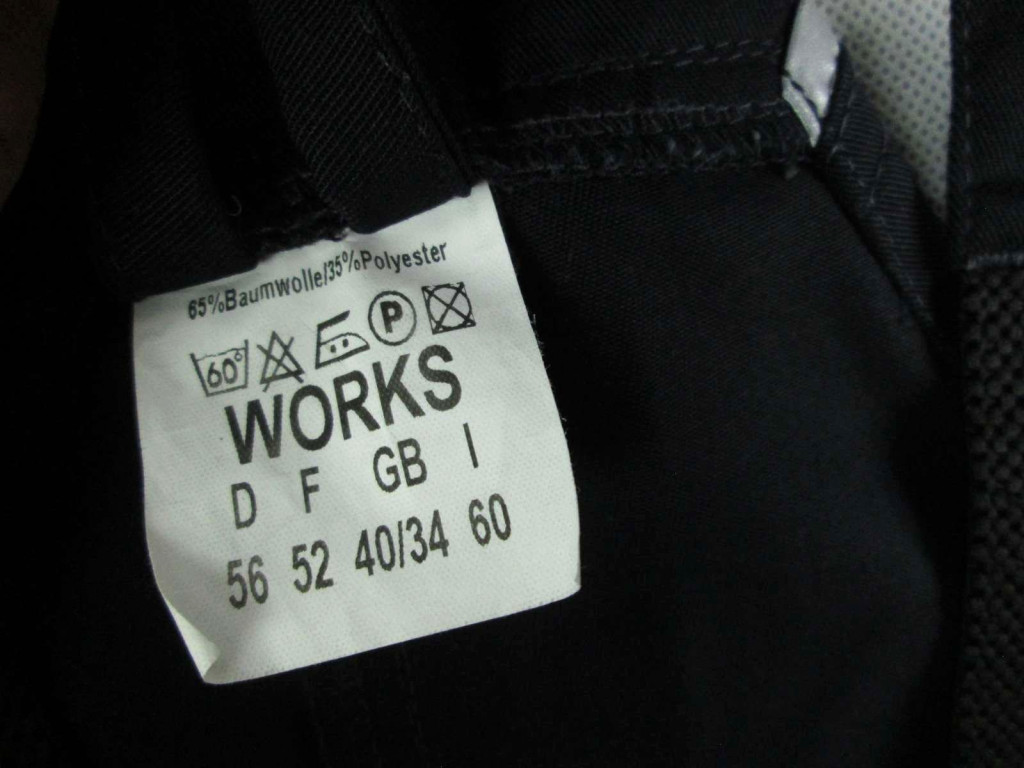 65%Baumwolle/35%Polyester
60° P
WORKS
D F GB I
56 52 40/34 60